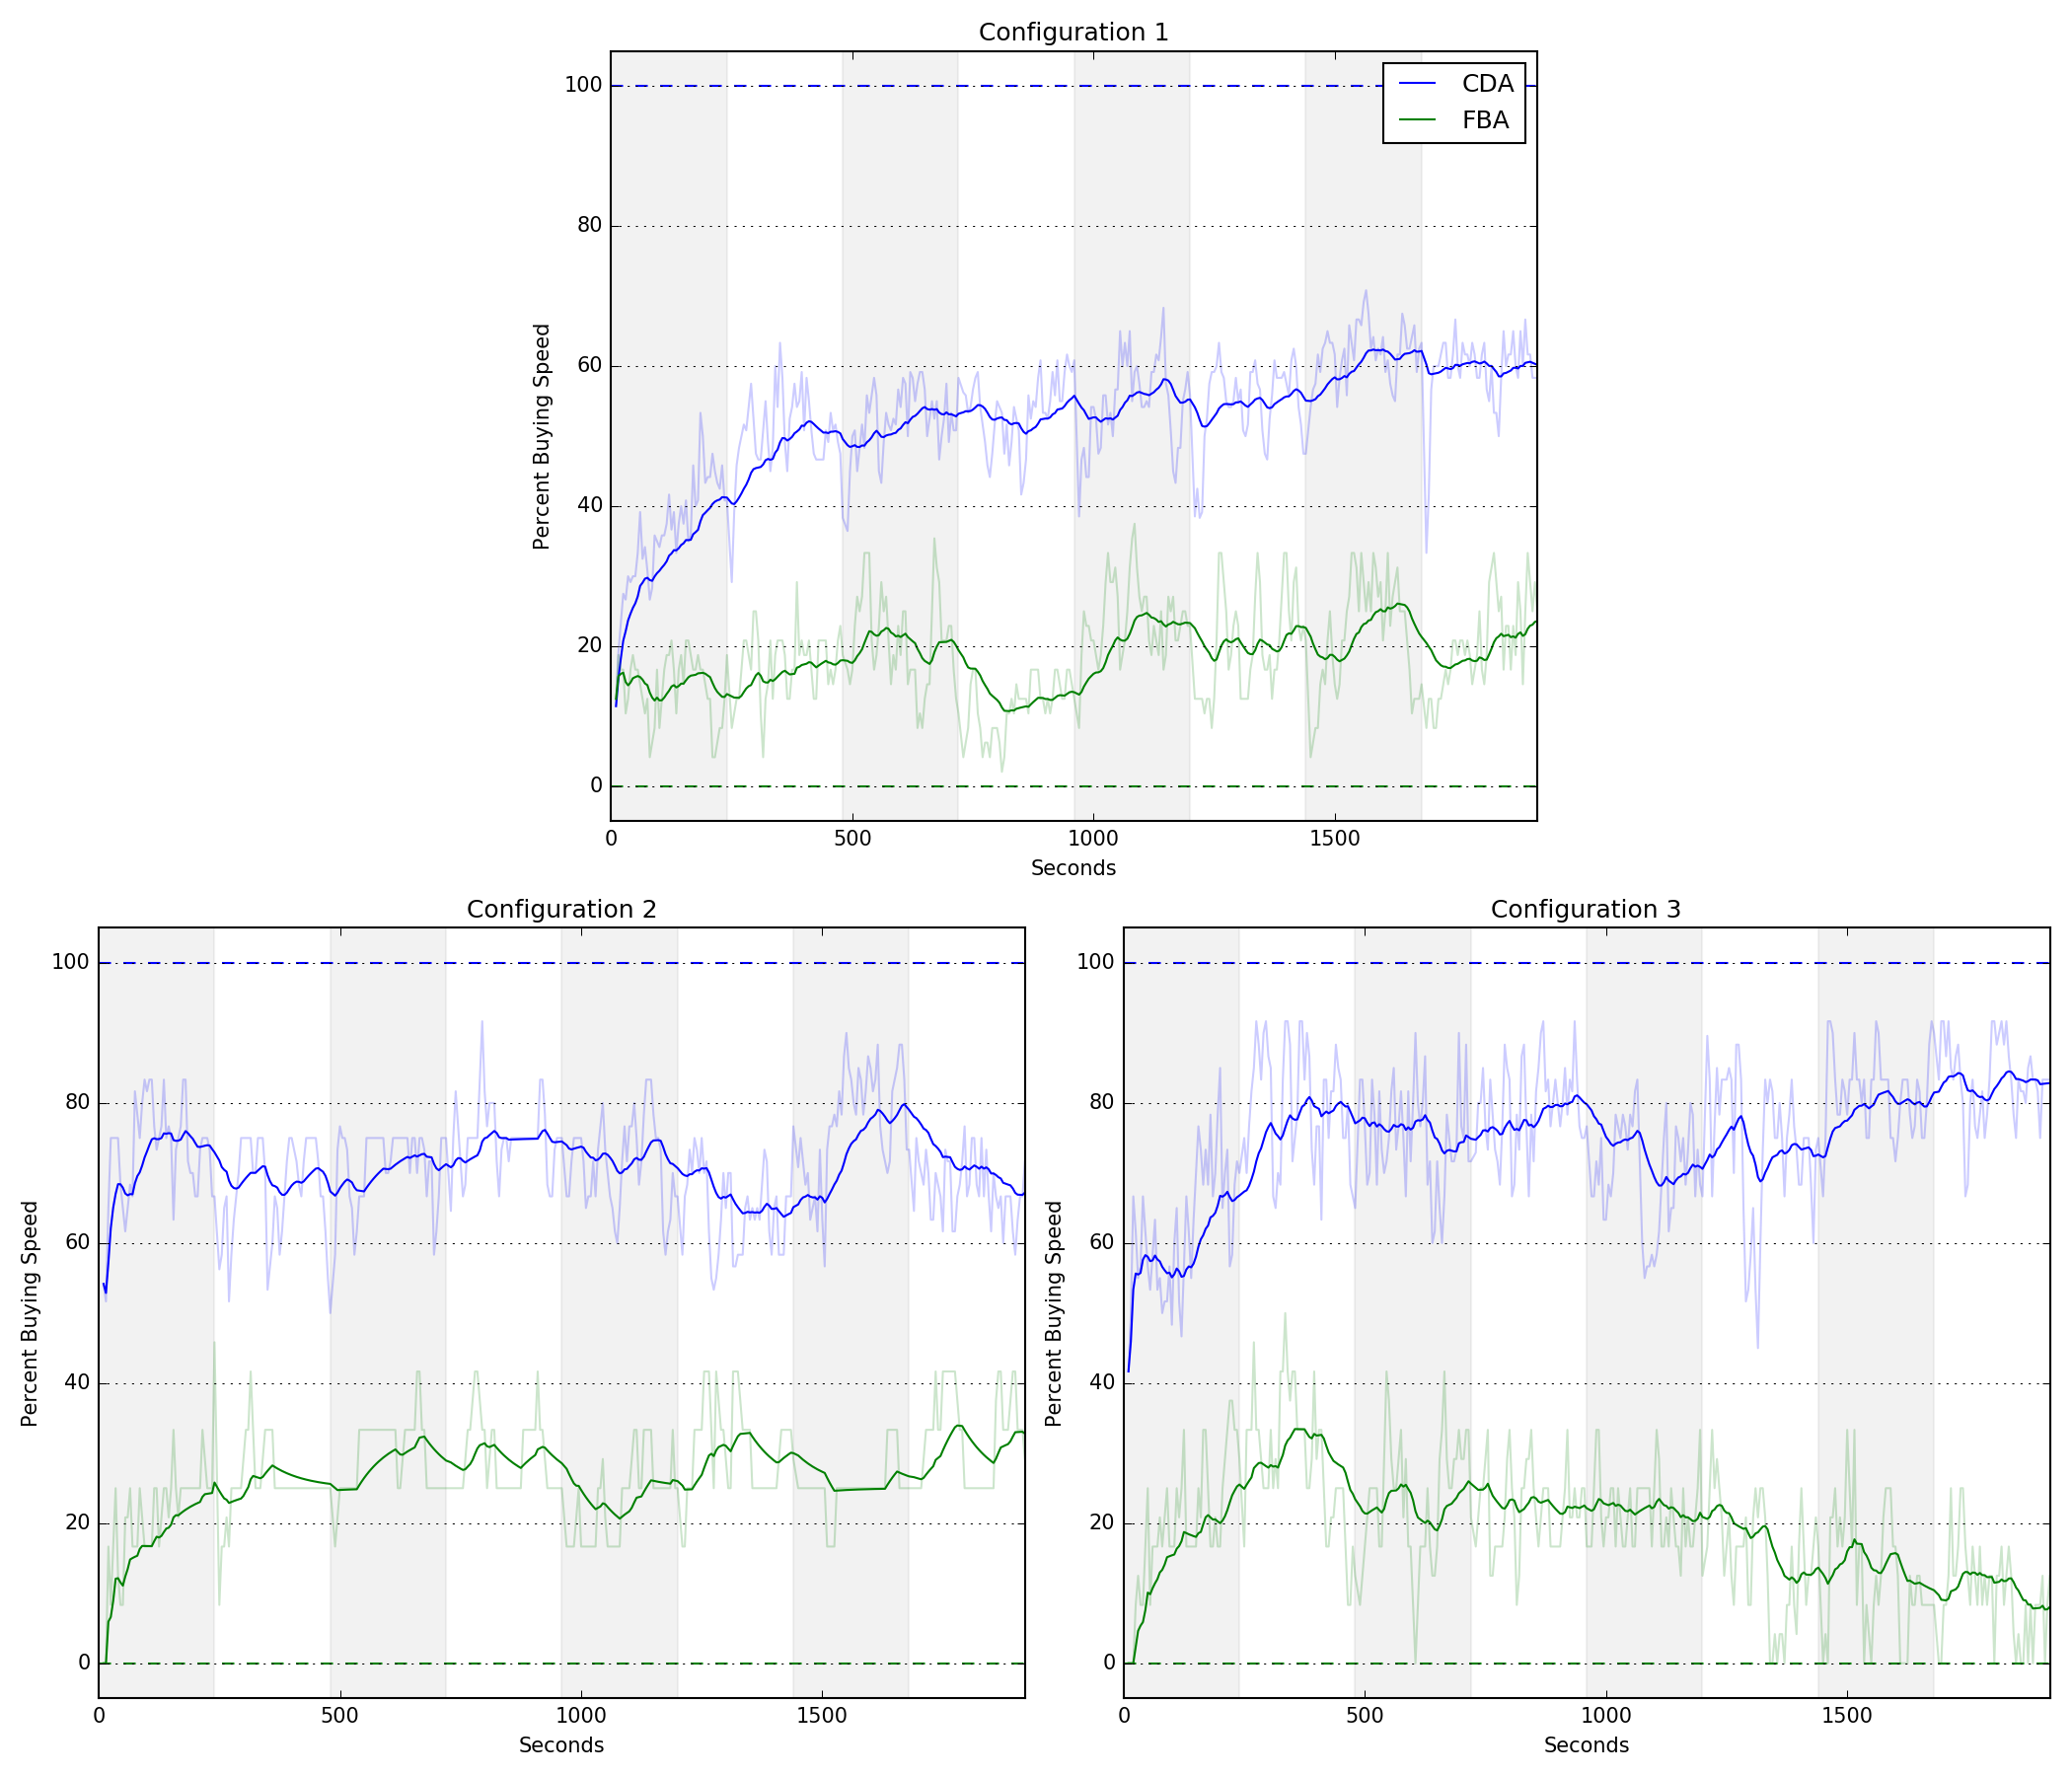 Configuration 1
CDA
FBA
100
80
60
40
20
0
Percent Buying Speed
0 500 1000 1500
Seconds
Configuration 2
100
80
60
40
20
0
Percent Buying Speed
0 500 1000 1500
Seconds
Configuration 3
100
80
60
40
20
0
Percent Buying Speed
0 500 1000 1500
Seconds